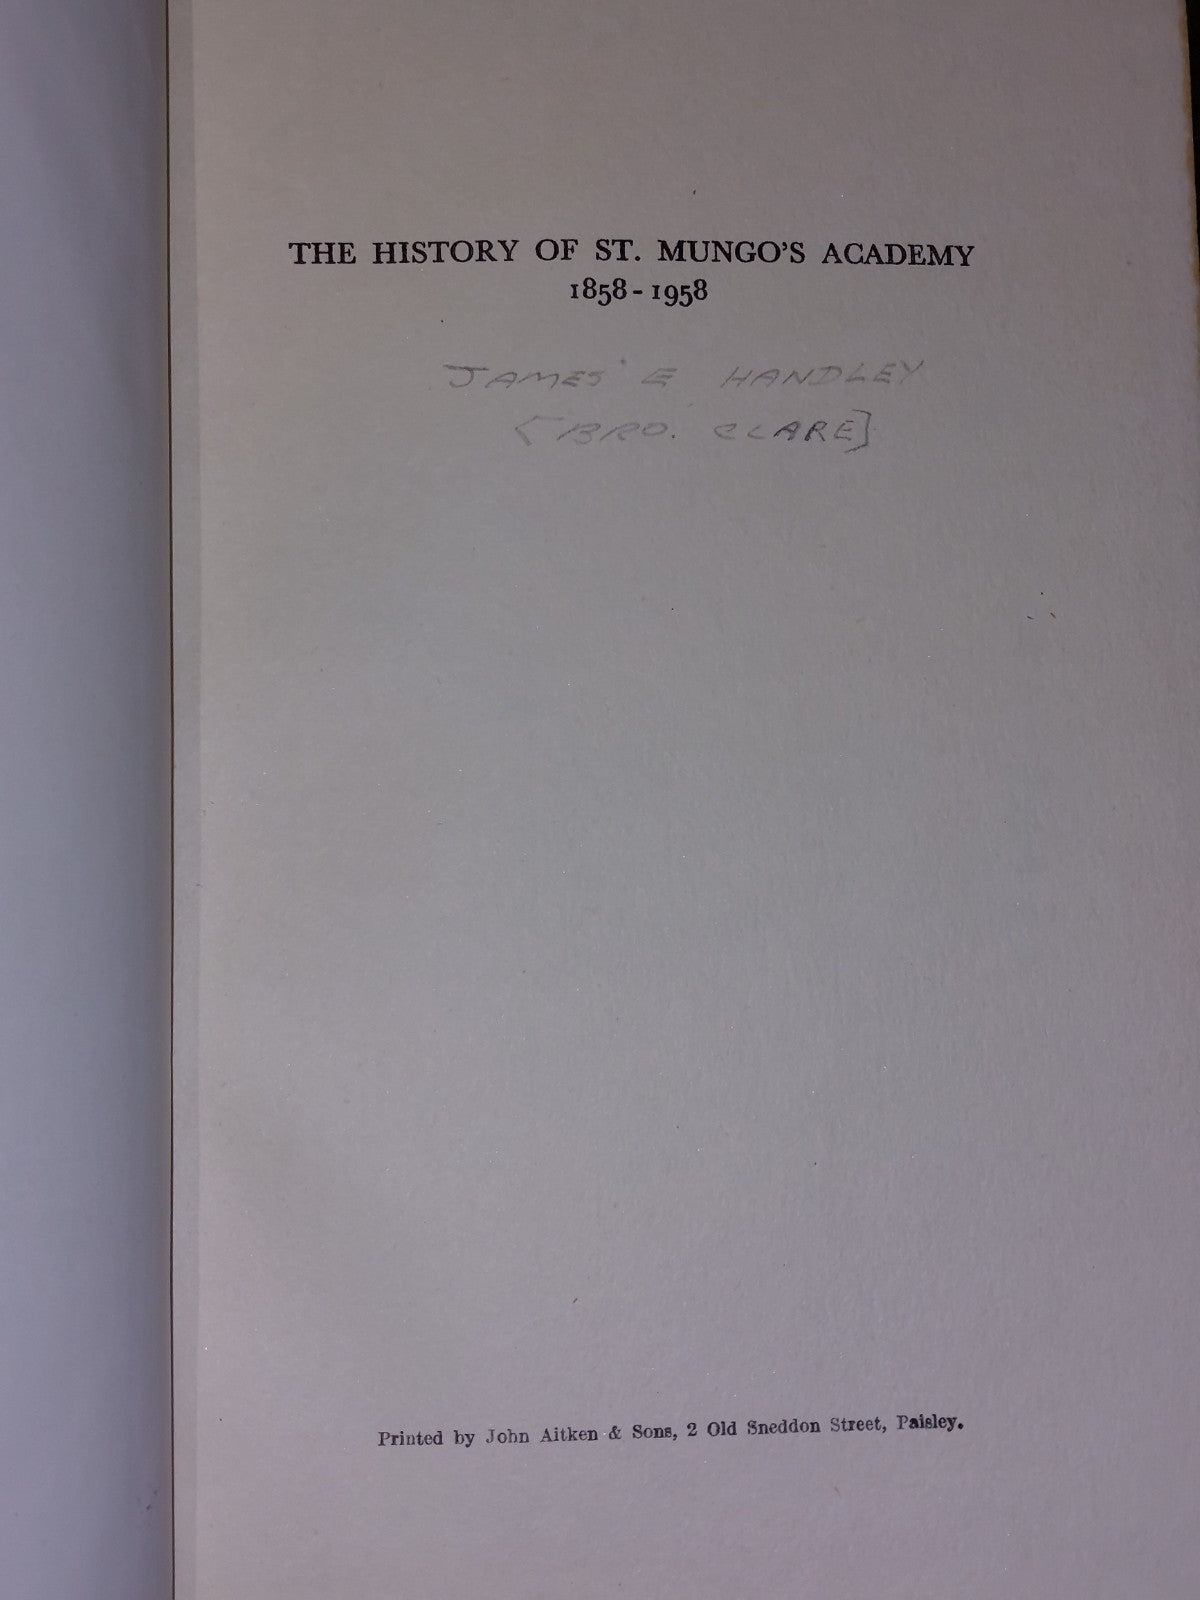 THE HISTORY OF ST. MUNGO'S ACADEMY
1858-1958
JAMES E HANDLEY
[BRO. CLARE]
Printed by John Aitken & Sons, 2 Old Sneddon Street, Paisley.